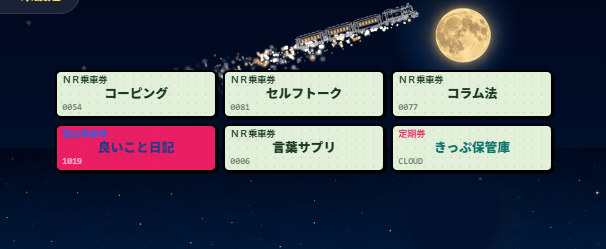 NR乗車券
コーピング
0054
NR乗車券
セルフトーク
0081
NR乗車券
コラム法
0077
良いこと日記
1019
NR乗車券
言葉サプリ
0006
定期券
きっぷ保管庫
CLOUD